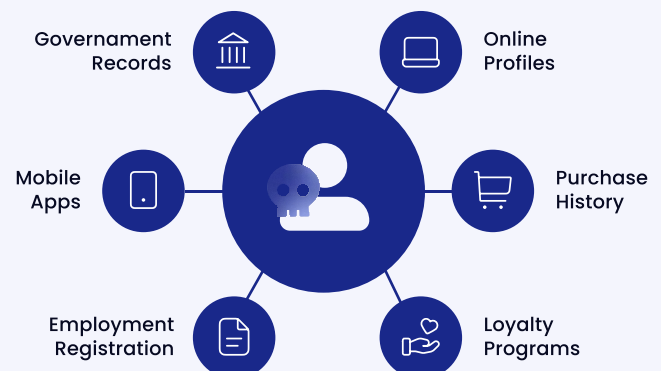 Governament
Records
Online
Profiles
Mobile
Apps
Purchase
History
Employment
Registration
Loyalty
Programs